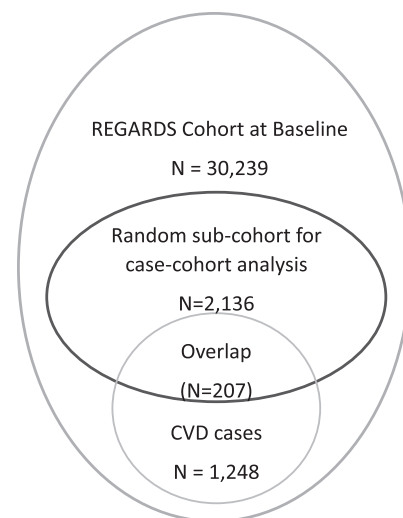 REGARDS Cohort at Baseline
N = 30,239
Random sub-cohort for
case-cohort analysis
N=2,136
Overlap
(N=207)
CVD cases
N = 1,248